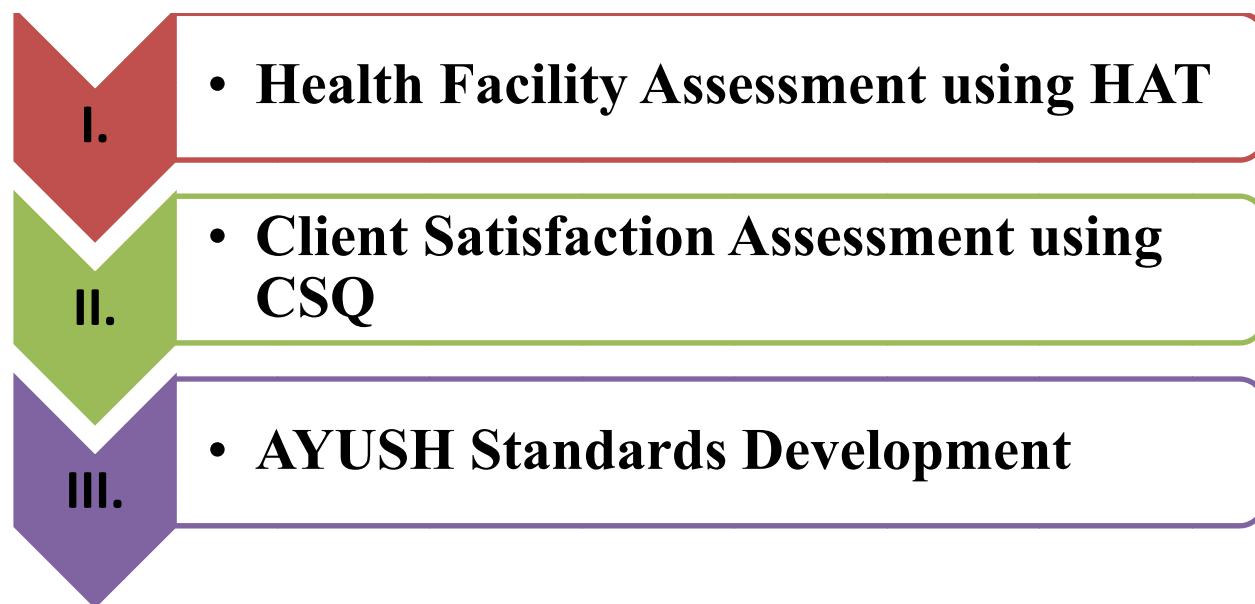 I.
• Health Facility Assessment using HAT
II.
• Client Satisfaction Assessment using
CSQ
III.
• AYUSH Standards Development